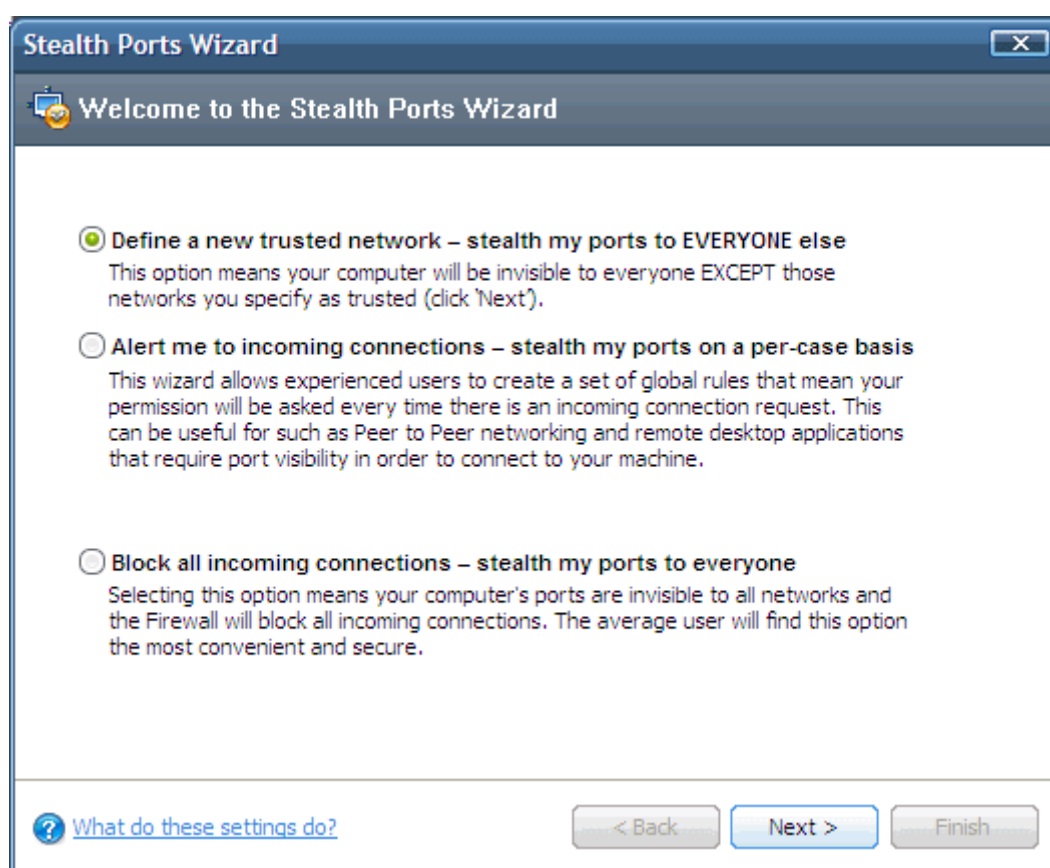 Stealth Ports Wizard
Welcome to the Stealth Ports Wizard
Define a new trusted network – stealth my ports to EVERYONE else
This option means your computer will be invisible to everyone EXCEPT those
networks you specify as trusted (click 'Next').
Alert me to incoming connections – stealth my ports on a per-case basis
This wizard allows experienced users to create a set of global rules that mean your
permission will be asked every time there is an incoming connection request. This
can be useful for such as Peer to Peer networking and remote desktop applications
that require port visibility in order to connect to your machine.
Block all incoming connections – stealth my ports to everyone
Selecting this option means your computer's ports are invisible to all networks and
the Firewall will block all incoming connections. The average user will find this option
the most convenient and secure.
What do these settings do?
< Back
Next >
Finish